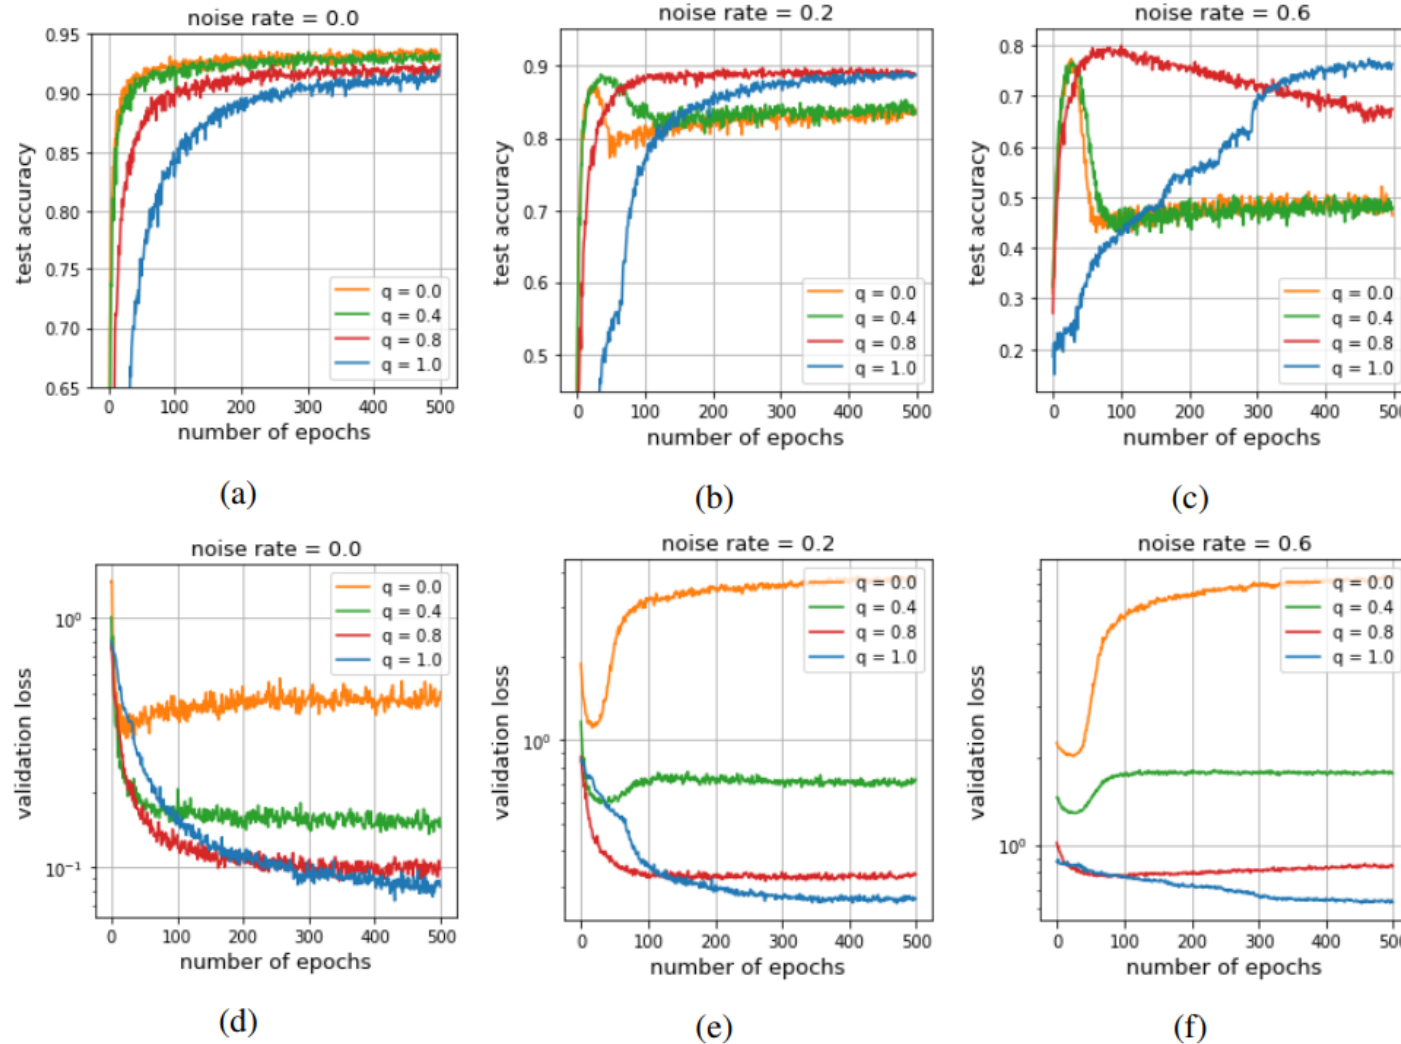 noise rate = 0.0
test accuracy
0.95
0.90
0.85
0.80
0.75
0.70
0.65
q = 0.0
q = 0.4
q = 0.8
q = 1.0
0 100 200 300 400 500
number of epochs
(a)
noise rate = 0.2
test accuracy
0.9
0.8
0.7
0.6
0.5
q = 0.0
q = 0.4
q = 0.8
q = 1.0
0 100 200 300 400 500
number of epochs
(b)
noise rate = 0.6
test accuracy
0.8
0.7
0.6
0.5
0.4
0.3
0.2
q = 0.0
q = 0.4
q = 0.8
q = 1.0
0 100 200 300 400 500
number of epochs
(c)
noise rate = 0.0
validation loss
10⁰
10⁻¹
q = 0.0
q = 0.4
q = 0.8
q = 1.0
0 100 200 300 400 500
number of epochs
(d)
noise rate = 0.2
validation loss
10⁰
q = 0.0
q = 0.4
q = 0.8
q = 1.0
0 100 200 300 400 500
number of epochs
(e)
noise rate = 0.6
validation loss
10⁰
q = 0.0
q = 0.4
q = 0.8
q = 1.0
0 100 200 300 400 500
number of epochs
(f)